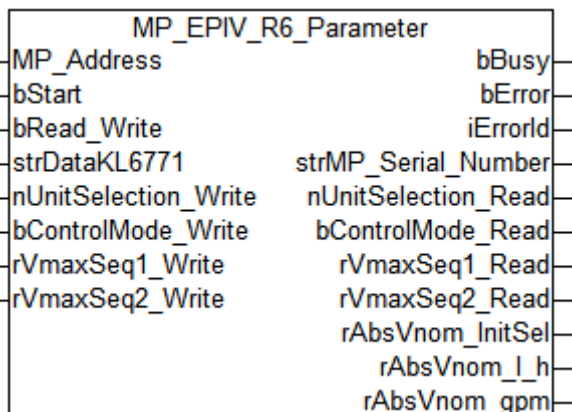 MP_EPIV_R6_Parameter
MP_Address bBusy
bStart bError
bRead_Write iErrorId
strDataKL6771 strMP_Serial_Number
nUnitSelection_Write nUnitSelection_Read
bControlMode_Write bControlMode_Read
rVmaxSeq1_Write rVmaxSeq1_Read
rVmaxSeq2_Write rVmaxSeq2_Read
rAbsVnom_InitSel
rAbsVnom_l_h
rAbsVnom_gpm